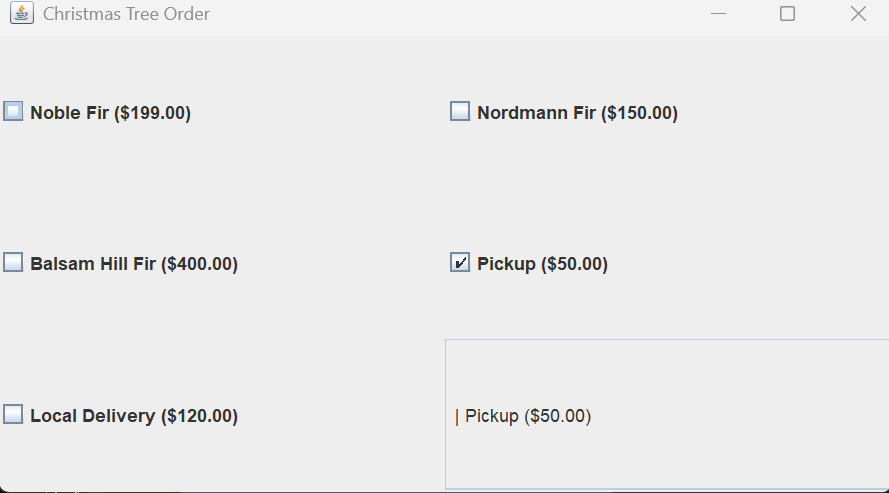 Christmas Tree Order
Noble Fir ($199.00)
Nordmann Fir ($150.00)
Balsam Hill Fir ($400.00)
Pickup ($50.00)
Local Delivery ($120.00)
| Pickup ($50.00)